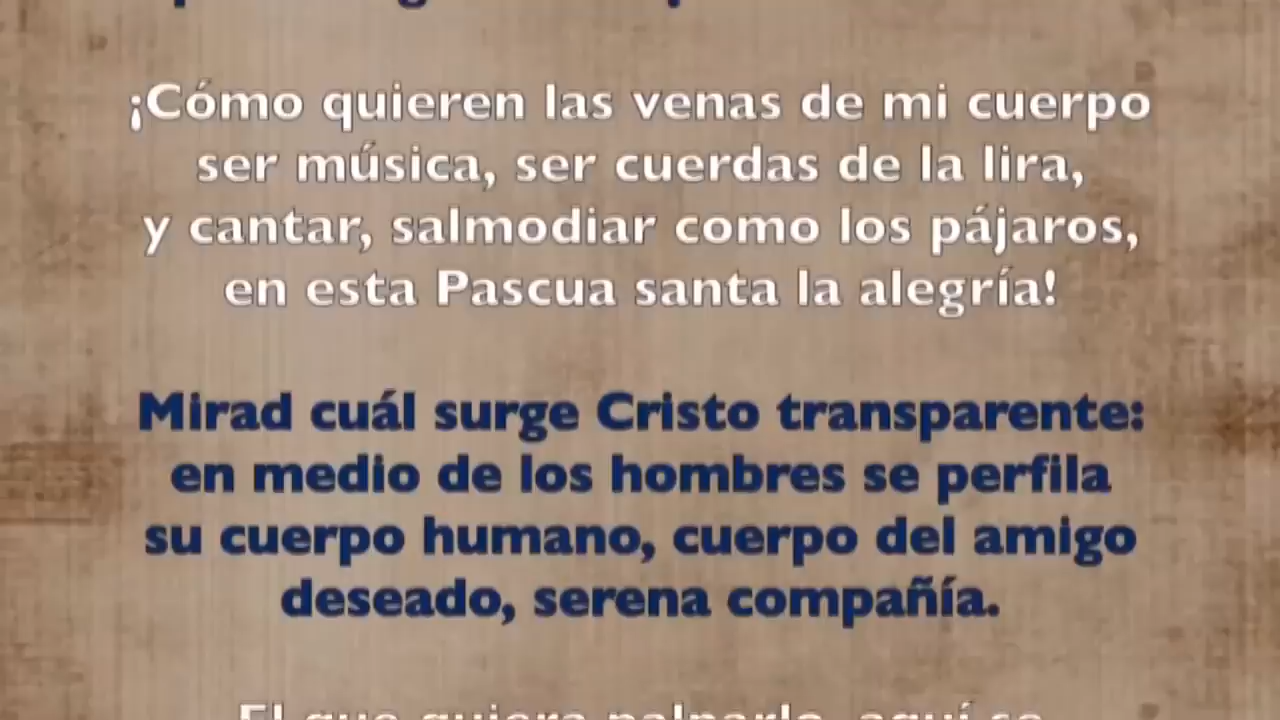 ¡Cómo quieren las venas de mi cuerpo
ser música, ser cuerdas de la lira,
y cantar, salmodiar como los pájaros,
en esta Pascua santa la alegría!
Mirad cuál surge Cristo transparente:
en medio de los hombres se perfila
su cuerpo humano, cuerpo del amigo
deseado, serena compañía.
El que quiera palparlo, aquí se